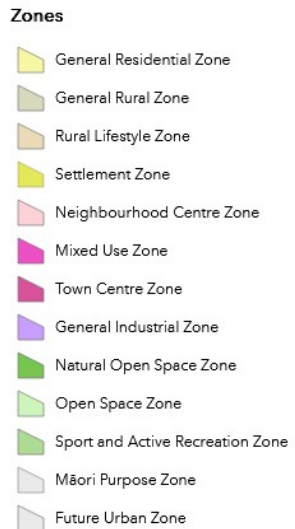 Zones
General Residential Zone
General Rural Zone
Rural Lifestyle Zone
Settlement Zone
Neighbourhood Centre Zone
Mixed Use Zone
Town Centre Zone
General Industrial Zone
Natural Open Space Zone
Open Space Zone
Sport and Active Recreation Zone
Māori Purpose Zone
Future Urban Zone